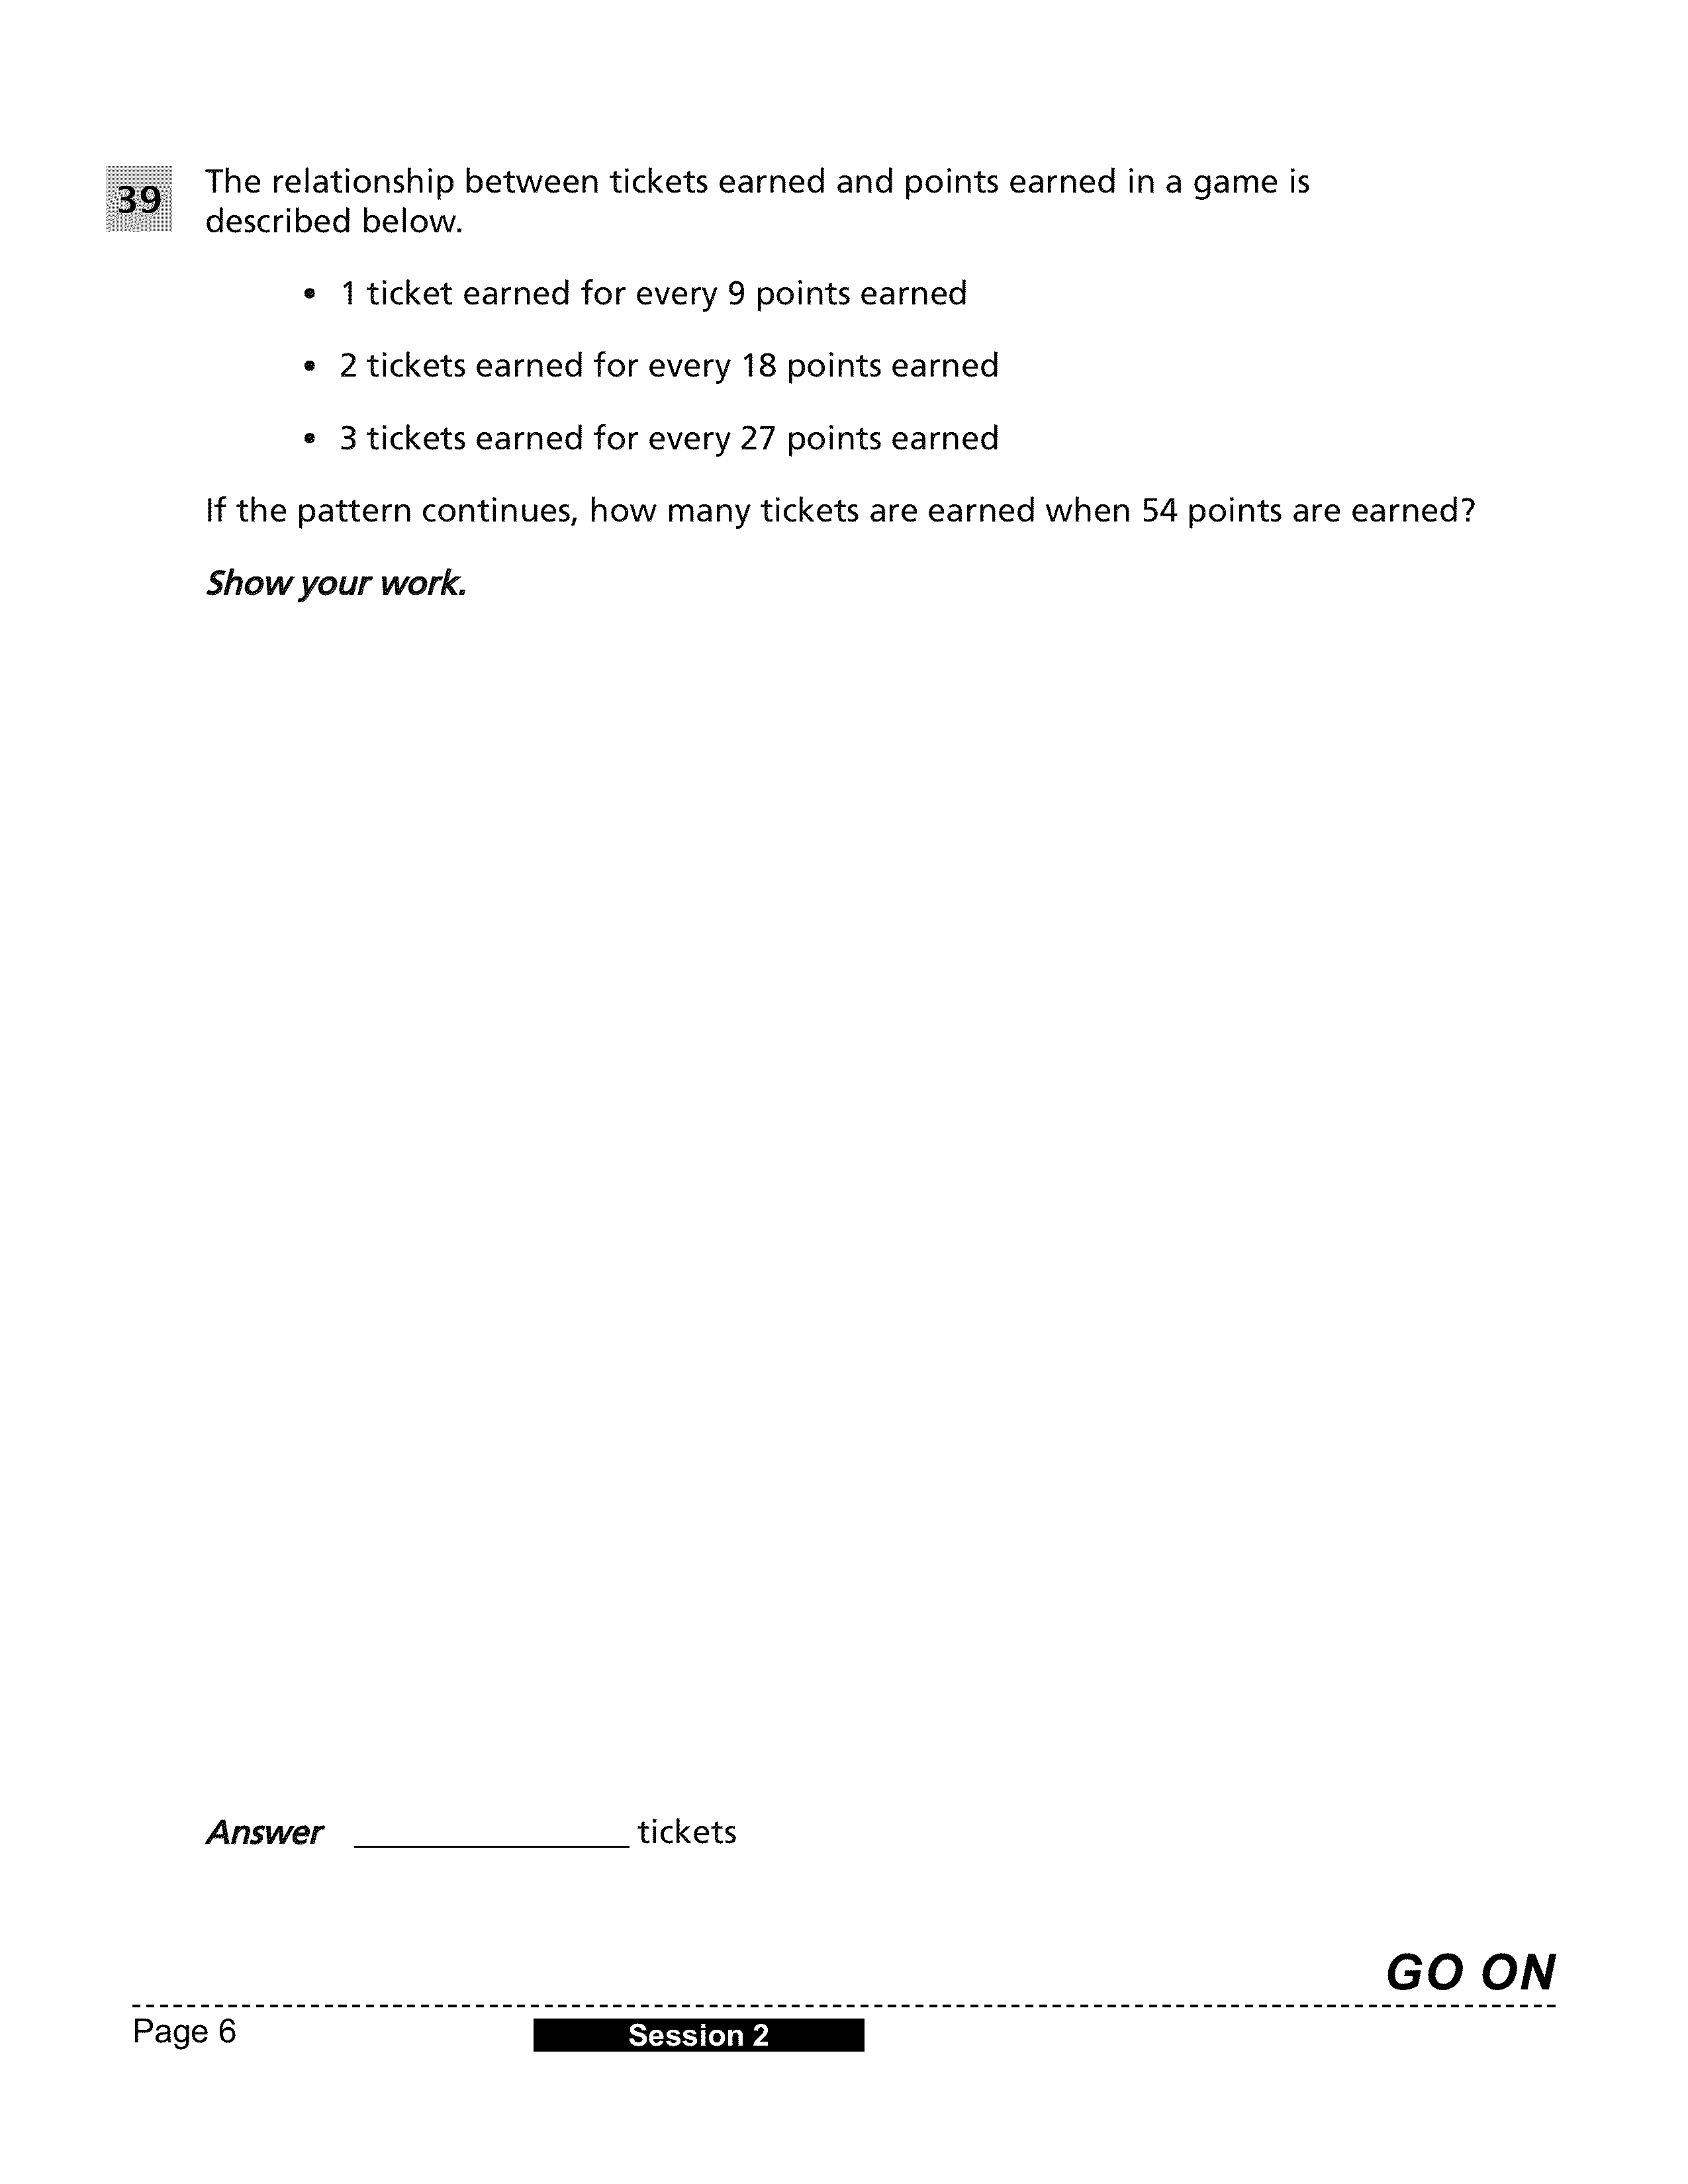 39
The relationship between tickets earned and points earned in a game is
described below.
• 1 ticket earned for every 9 points earned
• 2 tickets earned for every 18 points earned
• 3 tickets earned for every 27 points earned
If the pattern continues, how many tickets are earned when 54 points are earned?
Show your work.
Answer ________________ tickets
GO ON
Page 6
Session 2